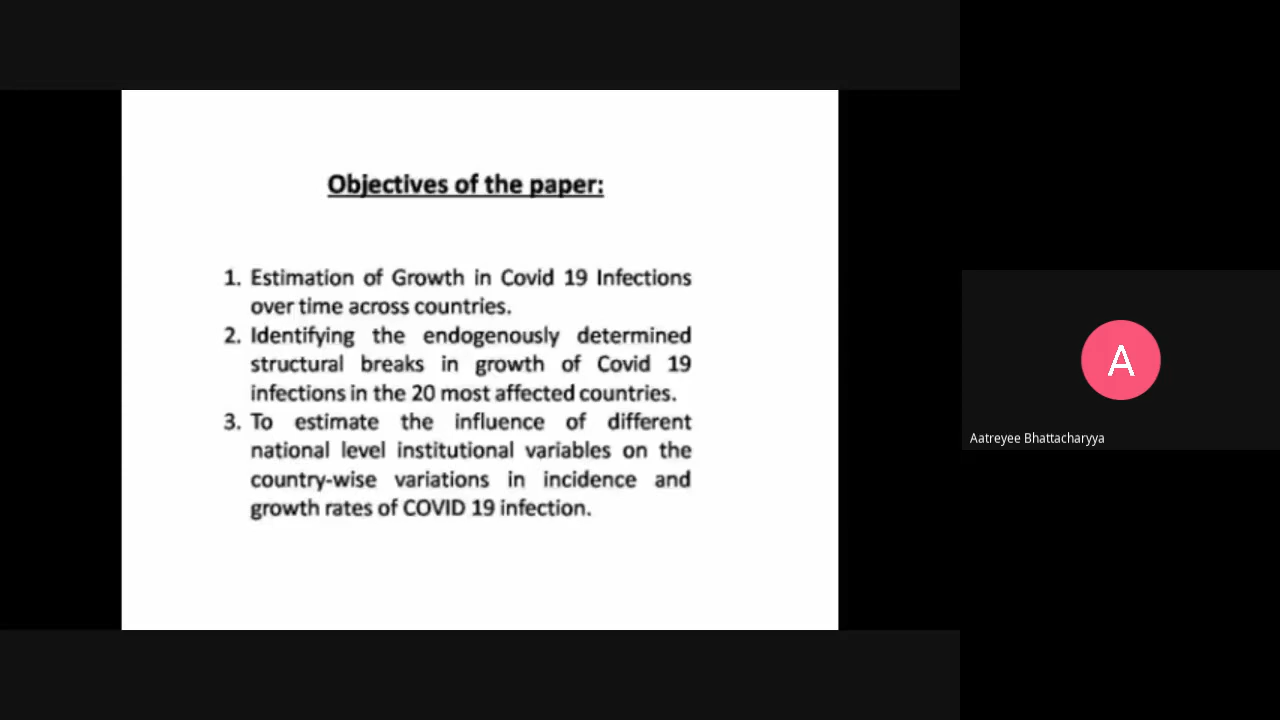 Objectives of the paper:
1. Estimation of Growth in Covid 19 Infections
over time across countries.
2. Identifying the endogenously determined
structural breaks in growth of Covid 19
infections in the 20 most affected countries.
3. To estimate the influence of different
national level institutional variables on the
country-wise variations in incidence and
growth rates of COVID 19 infection.
A
Aatreyee Bhattacharyya